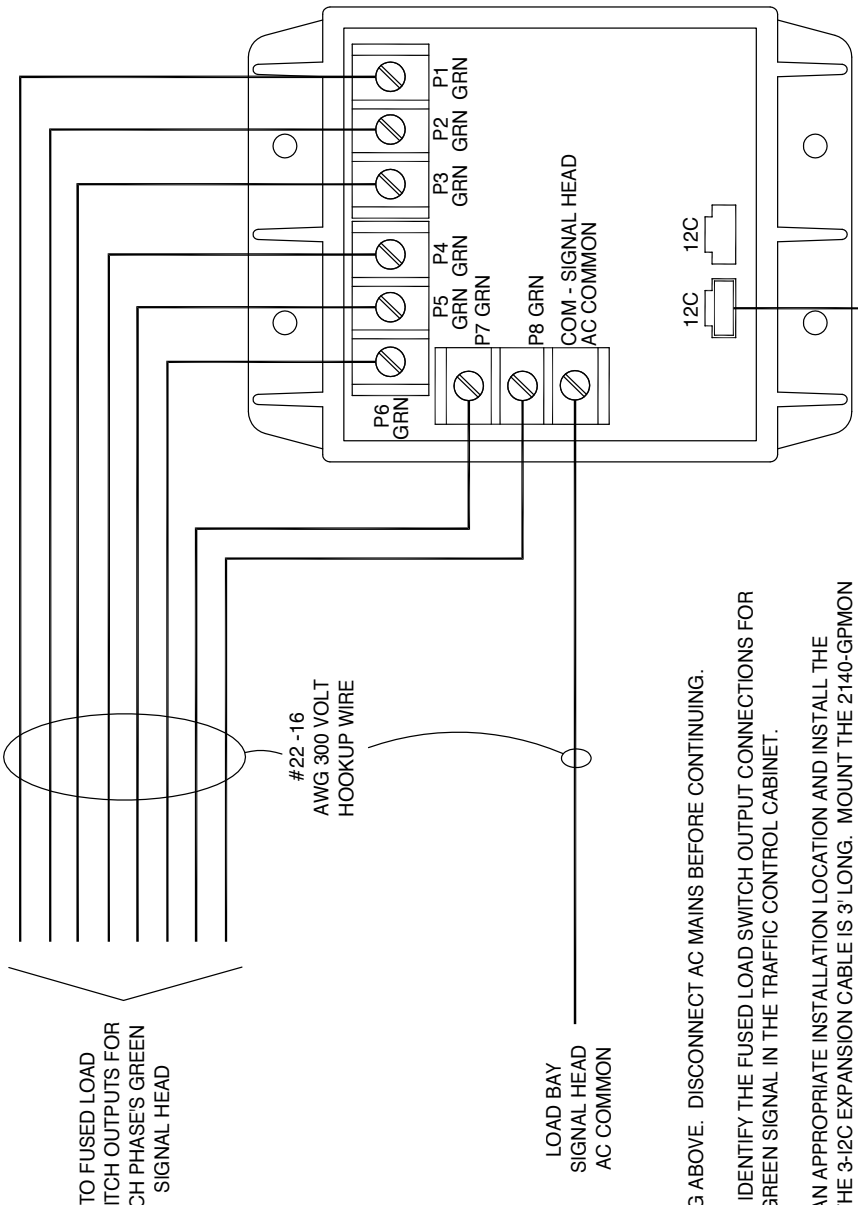 TO FUSED LOAD
ITCH OUTPUTS FOR
CH PHASE'S GREEN
SIGNAL HEAD
#22 -16
AWG 300 VOLT
HOOKUP WIRE
P6
GRN
P5
GRN
P4
GRN
P3
GRN
P2
GRN
P1
GRN
P7 GRN
P8 GRN
COM - SIGNAL HEAD
AC COMMON
LOAD BAY
SIGNAL HEAD
AC COMMON
12C
12C
G ABOVE. DISCONNECT AC MAINS BEFORE CONTINUING.
IDENTIFY THE FUSED LOAD SWITCH OUTPUT CONNECTIONS FOR
GREEN SIGNAL IN THE TRAFFIC CONTROL CABINET.
AN APPROPRIATE INSTALLATION LOCATION AND INSTALL THE
HE 3-I2C EXPANSION CABLE IS 3' LONG. MOUNT THE 2140-GPMON